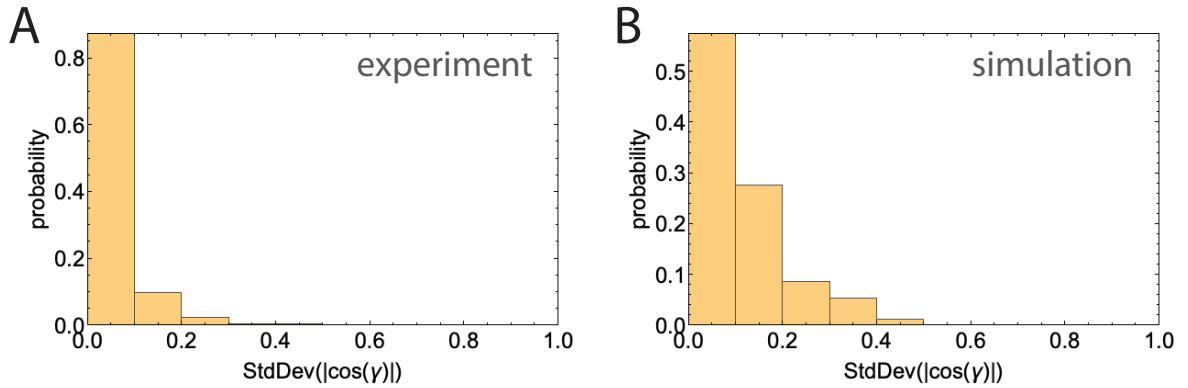 A
experiment
probability
0.8
0.6
0.4
0.2
0.0
0.0 0.2 0.4 0.6 0.8 1.0
StdDev(|cos(γ)|)
B
simulation
probability
0.5
0.4
0.3
0.2
0.1
0.0
0.0 0.2 0.4 0.6 0.8 1.0
StdDev(|cos(γ)|)